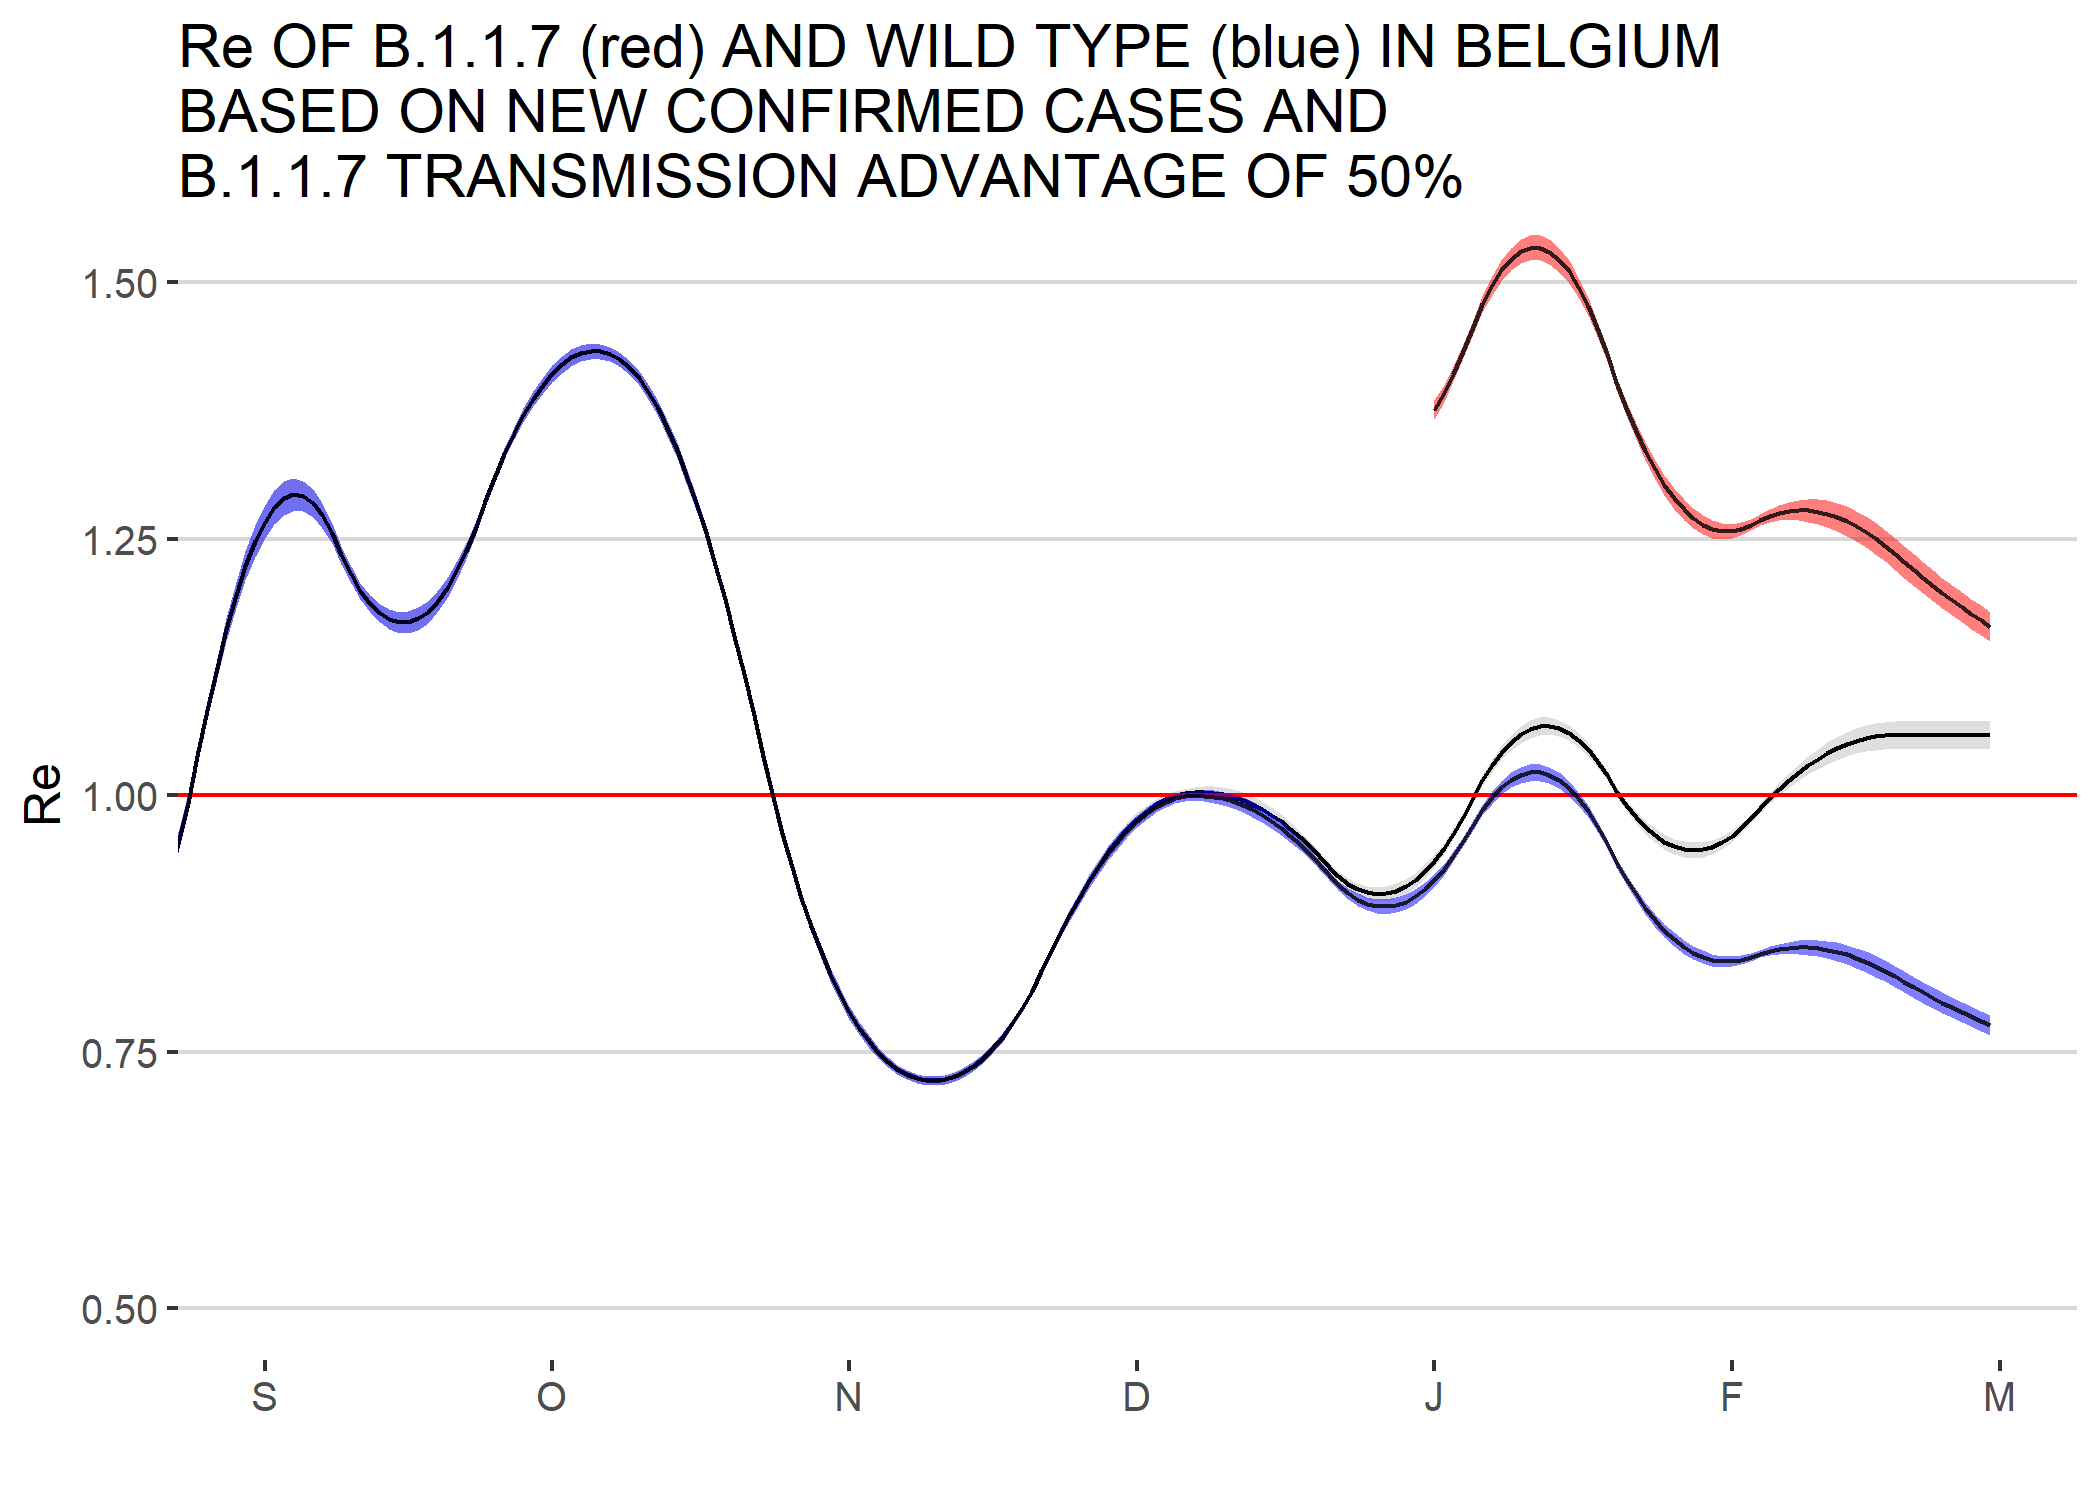 Re OF B.1.1.7 (red) AND WILD TYPE (blue) IN BELGIUM
BASED ON NEW CONFIRMED CASES AND
B.1.1.7 TRANSMISSION ADVANTAGE OF 50%
1.50
1.25
1.00
0.75
0.50
Re
S O N D J F M